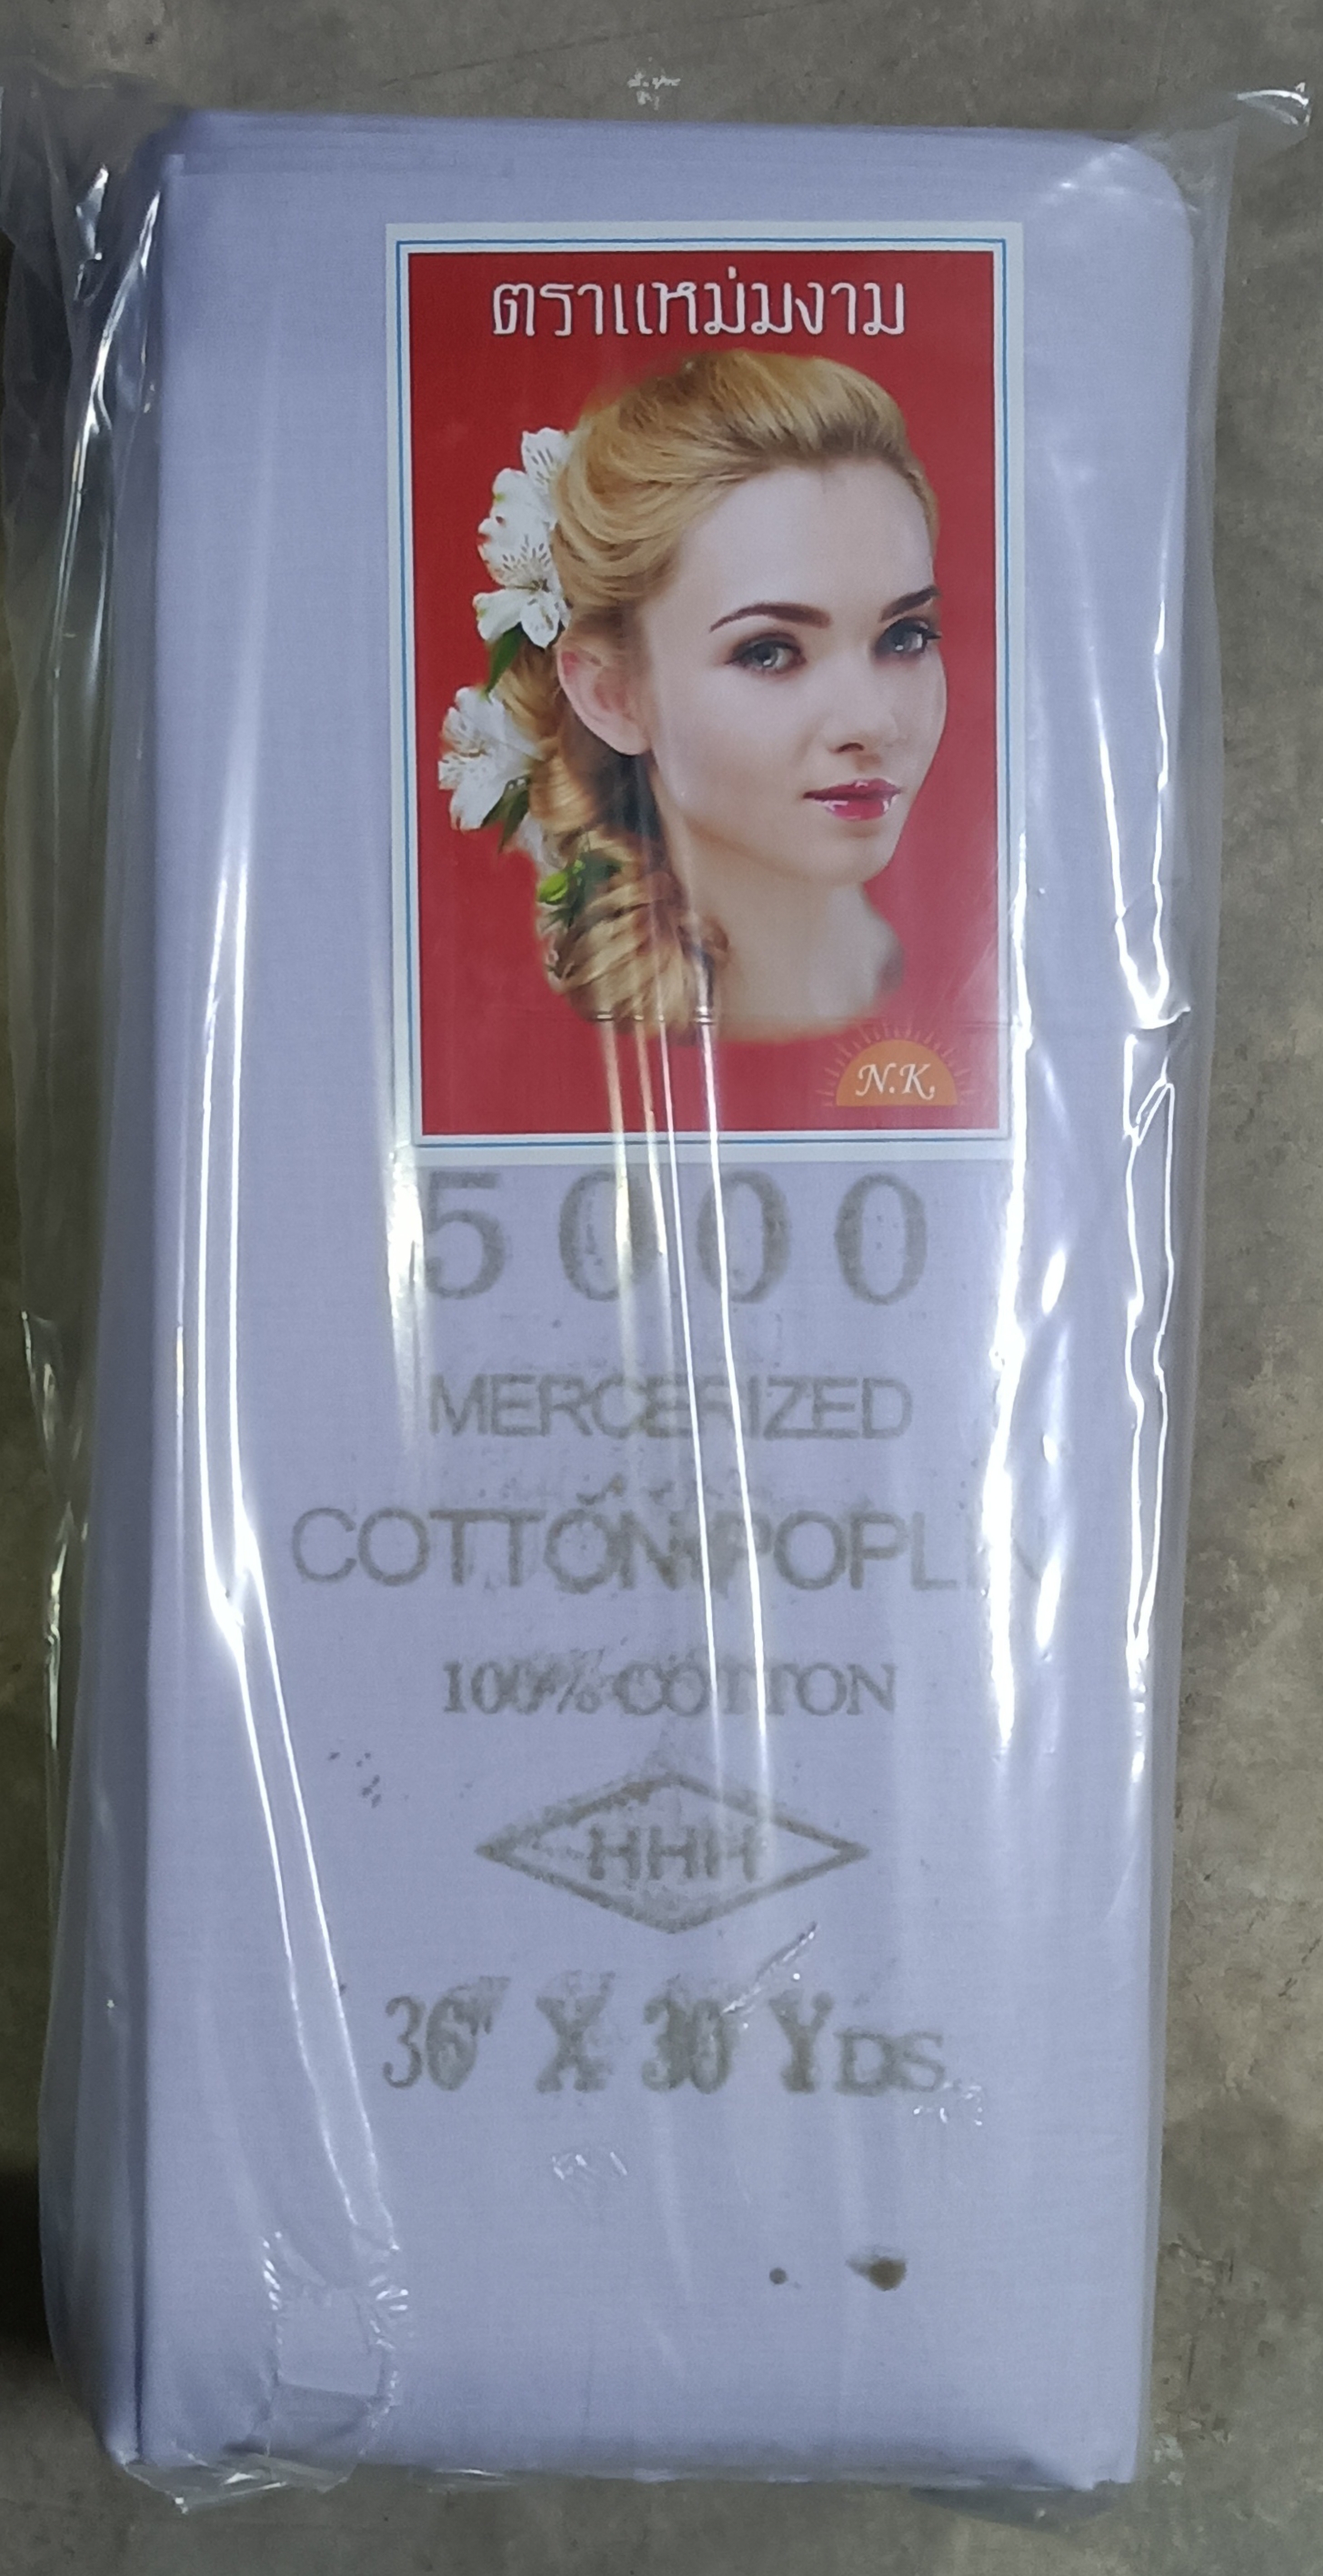 ตราแหม่มงาม
N.K.
5000
MERCERIZED
COTTON POPLIN
100% COTTON
HHH
36" X 30 YDS.